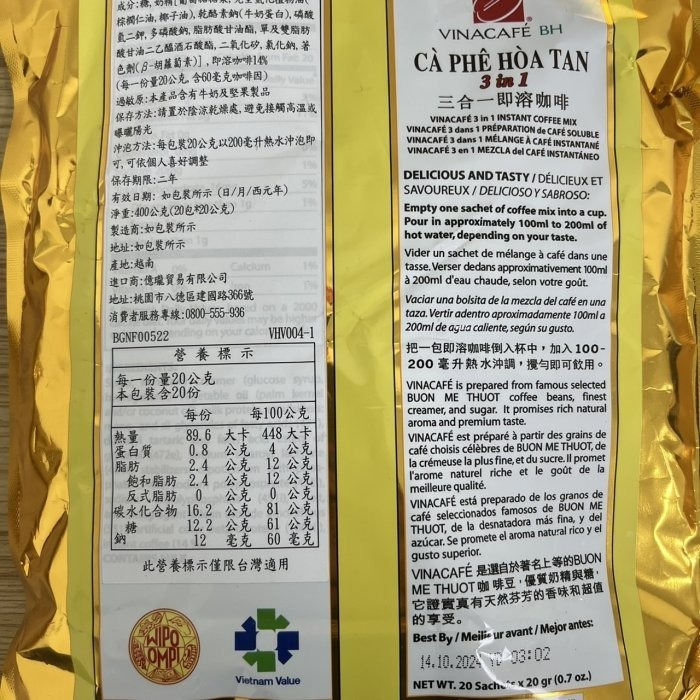 成分:糖,奶精[葡萄糖糖漿,完全氫化植物油(
棕櫚仁油,椰子油),乾酪素鈉(牛奶蛋白),磷酸
氫二鉀,多磷酸鈉,脂肪酸甘油酯,單及雙脂肪
酸甘油二乙醯酒石酸酯,二氧化矽,氯化鈉,著
色劑(β-胡蘿蔔素)],即溶咖啡14%
(每一份量20公克,含60毫克咖啡因)
過敏原:本產品含有牛奶及堅果製品
保存方法:請置於陰涼乾燥處,避免接觸高溫或
曝曬陽光
沖泡方法:每包裝20公克以200毫升熱水沖泡即
可,可依個人喜好調整
保存期限:二年
有效日期: 如包裝所示(日/月/西元年)
淨重:400公克(20包*20公克)
製造商:如包裝所示
地址:如包裝所示
產地:越南
進口商:億瓏貿易有限公司
地址:桃園市八德區建國路366號
消費者服務專線:0800-555-936
BGNF00522 VHV004-1
營養標示
每一份量20公克
本包裝含20份
每份 每100公克
熱量 89.6 大卡 448 大卡
蛋白質 0.8 公克 4 公克
脂肪 2.4 公克 12 公克
飽和脂肪 2.4 公克 12 公克
反式脂肪 0 公克 0 公克
碳水化合物 16.2 公克 81 公克
糖 12.2 公克 61 公克
鈉 12 毫克 60 毫克
此營養標示僅限台灣適用
WIPO
OMPI
Vietnam Value
VINACAFÉ BH
CÀ PHÊ HÒA TAN
3 in 1
三合一即溶咖啡
VINACAFÉ 3 in 1 INSTANT COFFEE MIX
VINACAFÉ 3 dans 1 PRÉPARATION de CAFÉ SOLUBLE
VINACAFÉ 3 dans 1 MÉLANGE À CAFÉ INSTANTANÉ
VINACAFÉ 3 en 1 MEZCLA del CAFÉ INSTANTÁNEO
DELICIOUS AND TASTY / DÉLICIEUX ET
SAVOUREUX / DELICIOSO Y SABROSO:
Empty one sachet of coffee mix into a cup.
Pour in approximately 100ml to 200ml of
hot water, depending on your taste.
Vider un sachet de mélange à café dans une
tasse. Verser dedans approximativement 100ml
à 200ml d'eau chaude, selon votre goût.
Vaciar una bolsita de la mezcla del café en una
taza. Vertir adentro aproximadamente 100ml a
200ml de agua caliente, según su gusto.
把一包即溶咖啡倒入杯中,加入100-
200毫升熱水沖調,攪勻即可飲用。
VINACAFÉ is prepared from famous selected
BUON ME THUOT coffee beans, finest
creamer, and sugar. It promises rich natural
aroma and premium taste.
VINACAFÉ est préparé à partir des grains de
café choisis célèbres de BUON ME THUOT, de
la crémeuse la plus fine, et du sucre. Il promet
l'arome naturel riche et le goût de la
meilleure qualité.
VINACAFÉ está preparado de los granos de
café seleccionados famosos de BUON ME
THUOT, de la desnatadora más fina, y del
azúcar. Se promete el aroma natural rico y el
gusto superior.
VINACAFÉ 是選自於著名上等的BUON
ME THUOT咖啡豆,優質奶精與糖,
它證實真有天然芬芳的香味和超值
的享受。
Best By / Meilleur avant / Mejor antes:
14.10.2024 03:02
NET WT. 20 Sachets x 20 gr (0.7 oz.)